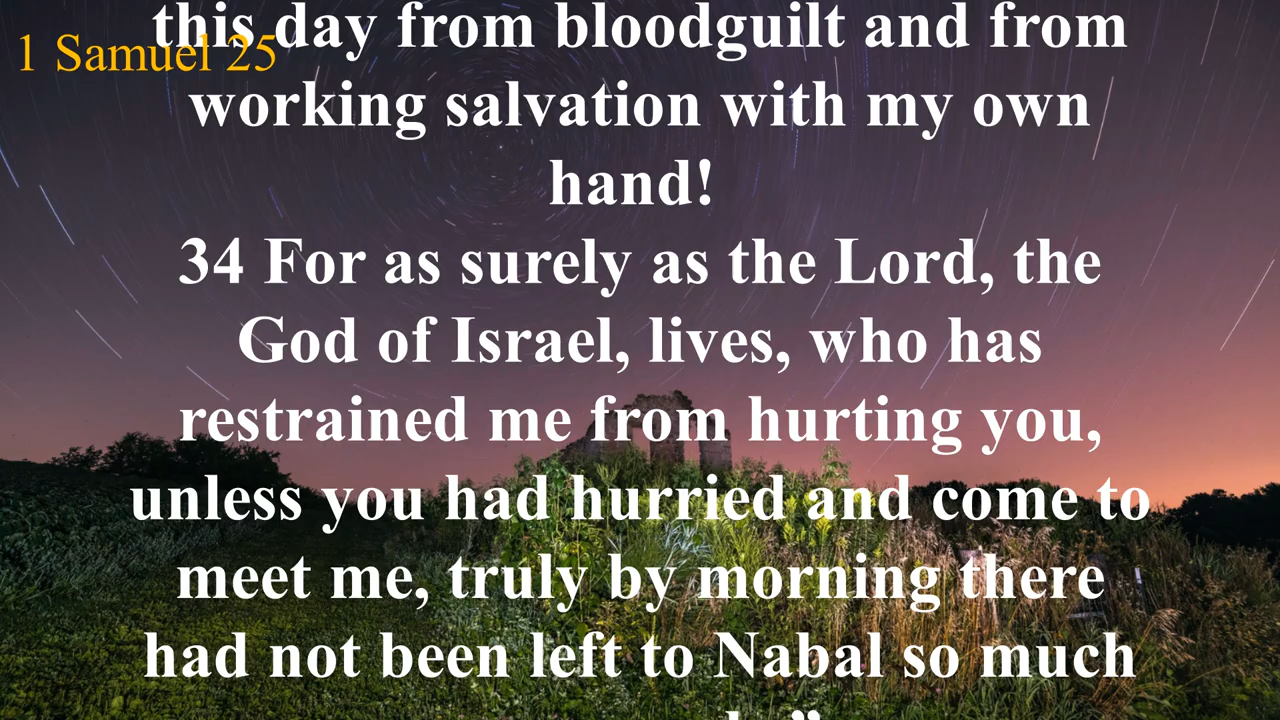 this day from bloodguilt and from
1 Samuel 25
working salvation with my own
hand!
34 For as surely as the Lord, the
God of Israel, lives, who has
restrained me from hurting you,
unless you had hurried and come to
meet me, truly by morning there
had not been left to Nabal so much